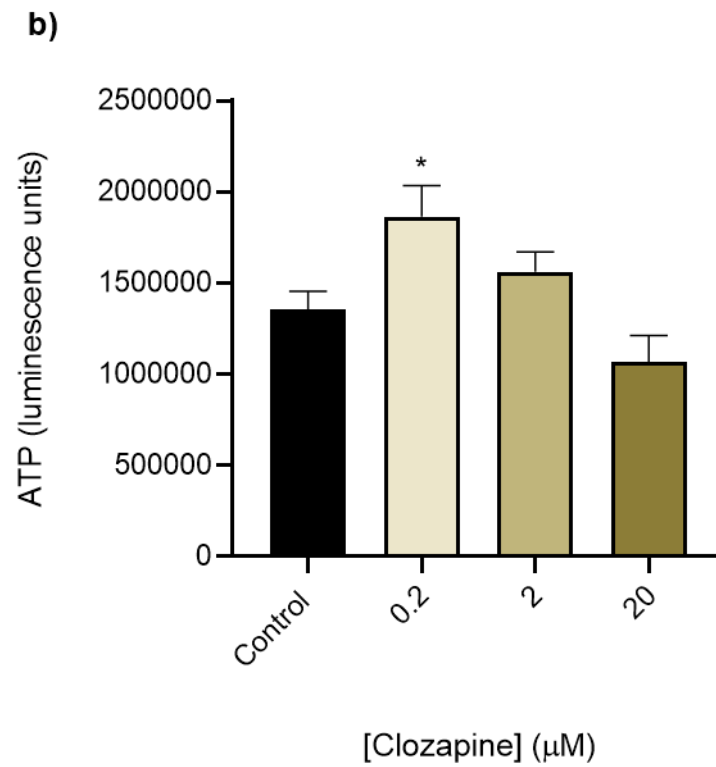 b)
ATP (luminescence units)
2500000
2000000
1500000
1000000
500000
0
*
Control
0.2
2
20
[Clozapine] (μM)